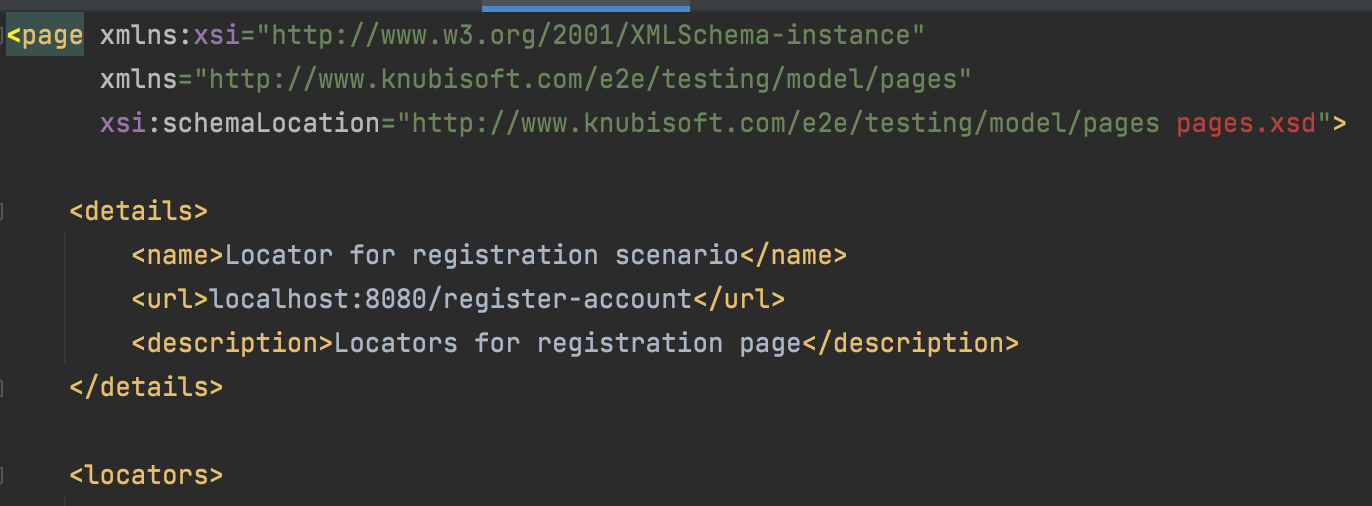 <page xmlns:xsi="http://www.w3.org/2001/XMLSchema-instance"
xmlns="http://www.knubisoft.com/e2e/testing/model/pages"
xsi:schemaLocation="http://www.knubisoft.com/e2e/testing/model/pages pages.xsd">
<details>
<name>Locator for registration scenario</name>
<url>localhost:8080/register-account</url>
<description>Locators for registration page</description>
</details>
<locators>